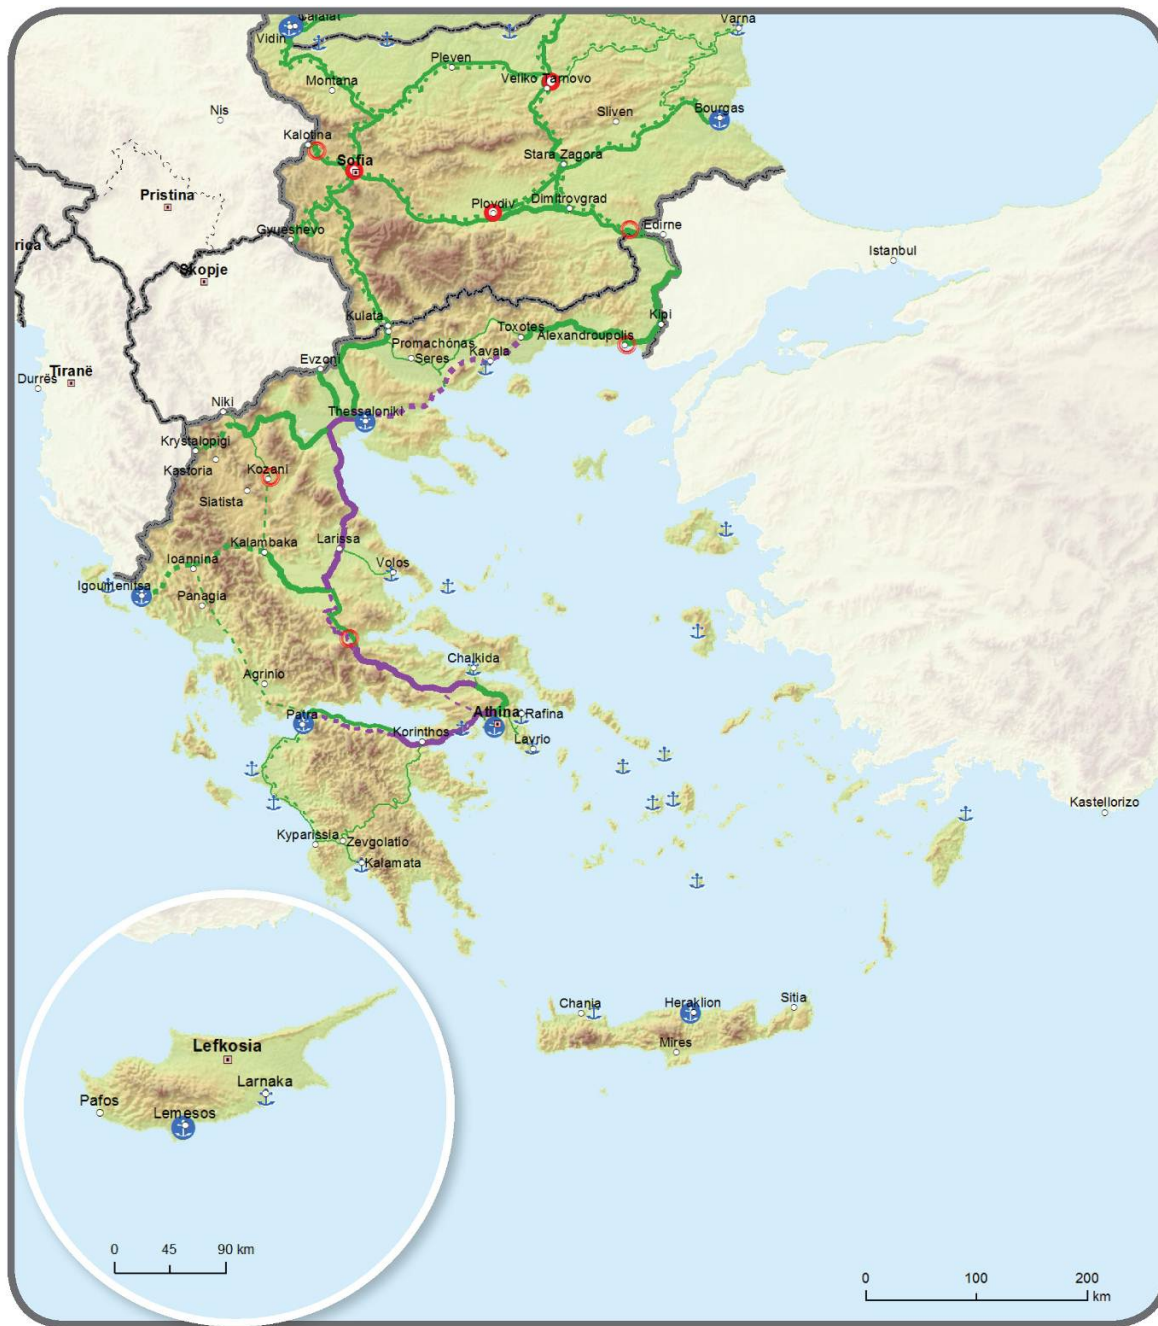 Calafat
Varna
Vidin
Pleven
Montana
Veliko Tarnovo
Nis
Sliven
Bourgas
Kalotina
Sofia
Stara Zagora
Pristina
Plovdiv
Dimitrovgrad
Edirne
Gyueshevo
rica
Istanbul
Skopje
Kulata
Toxotes
Kipi
Promachonas
Alexandroupolis
Seres
Kavala
Evzoni
Tiranë
Durrës
Niki
Thessaloniki
Krystalopigi
Kastoria
Kozani
Siatista
Kalambaka
Larissa
Ioannina
Volos
Igoumenitsa
Panagia
Chalkida
Agrinio
Patra
Athina
Rafina
Korinthos
Lavrio
Kastellorizo
Kyparissia
Zevgolatio
Kalamata
Chania
Heraklion
Sitia
Mires
Lefkosia
Larnaka
Pafos
Lemesos
0 45 90 km
0 100 200
km